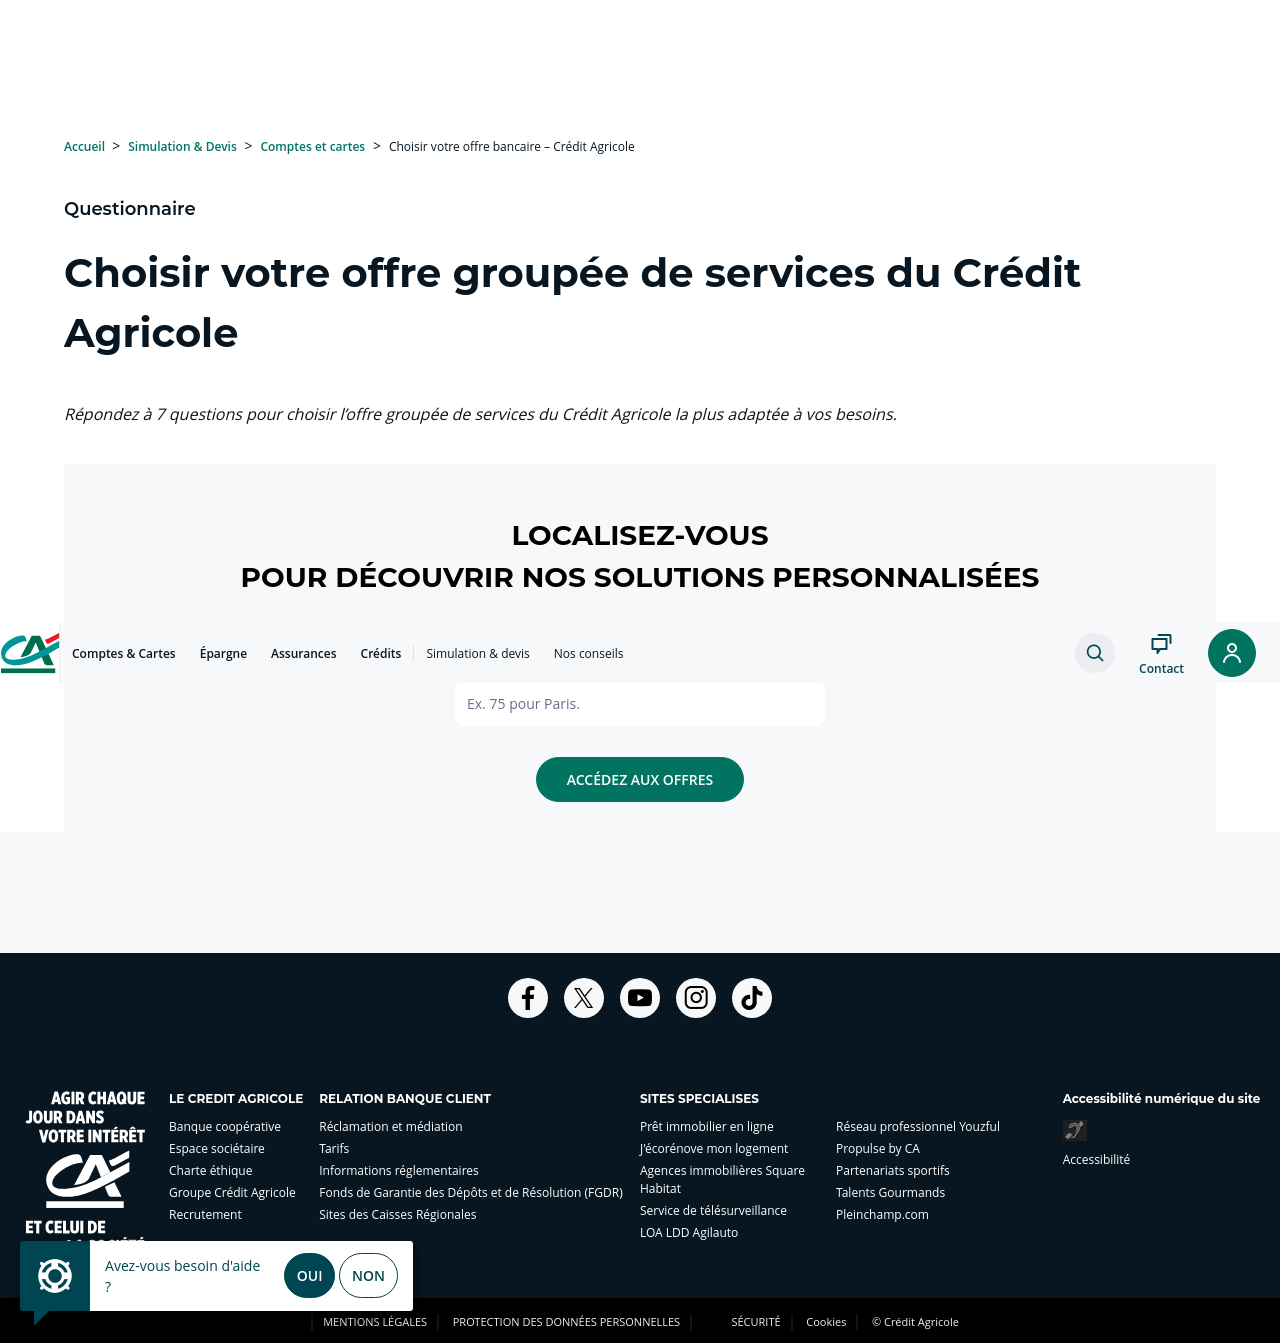 Accueil > Simulation & Devis > Comptes et cartes > Choisir votre offre bancaire – Crédit Agricole
Questionnaire
Choisir votre offre groupée de services du Crédit
Agricole
Répondez à 7 questions pour choisir l’offre groupée de services du Crédit Agricole la plus adaptée à vos besoins.
LOCALISEZ-VOUS
POUR DÉCOUVRIR NOS SOLUTIONS PERSONNALISÉES
CA Comptes & Cartes Épargne Assurances Crédits Simulation & devis Nos conseils Contact
Ex. 75 pour Paris.
ACCÉDEZ AUX OFFRES
AGIR CHAQUE
JOUR DANS
VOTRE INTÉRÊT
CA
ET CELUI DE
LE CREDIT AGRICOLE
Banque coopérative
Espace sociétaire
Charte éthique
Groupe Crédit Agricole
Recrutement
RELATION BANQUE CLIENT
Réclamation et médiation
Tarifs
Informations réglementaires
Fonds de Garantie des Dépôts et de Résolution (FGDR)
Sites des Caisses Régionales
SITES SPECIALISES
Prêt immobilier en ligne
J'écorénove mon logement
Agences immobilières Square
Habitat
Service de télésurveillance
LOA LDD Agilauto
Réseau professionnel Youzful
Propulse by CA
Partenariats sportifs
Talents Gourmands
Pleinchamp.com
Accessibilité numérique du site
Accessibilité
Avez-vous besoin d'aide
?
OUI NON
MENTIONS LÉGALES PROTECTION DES DONNÉES PERSONNELLES SÉCURITÉ Cookies © Crédit Agricole